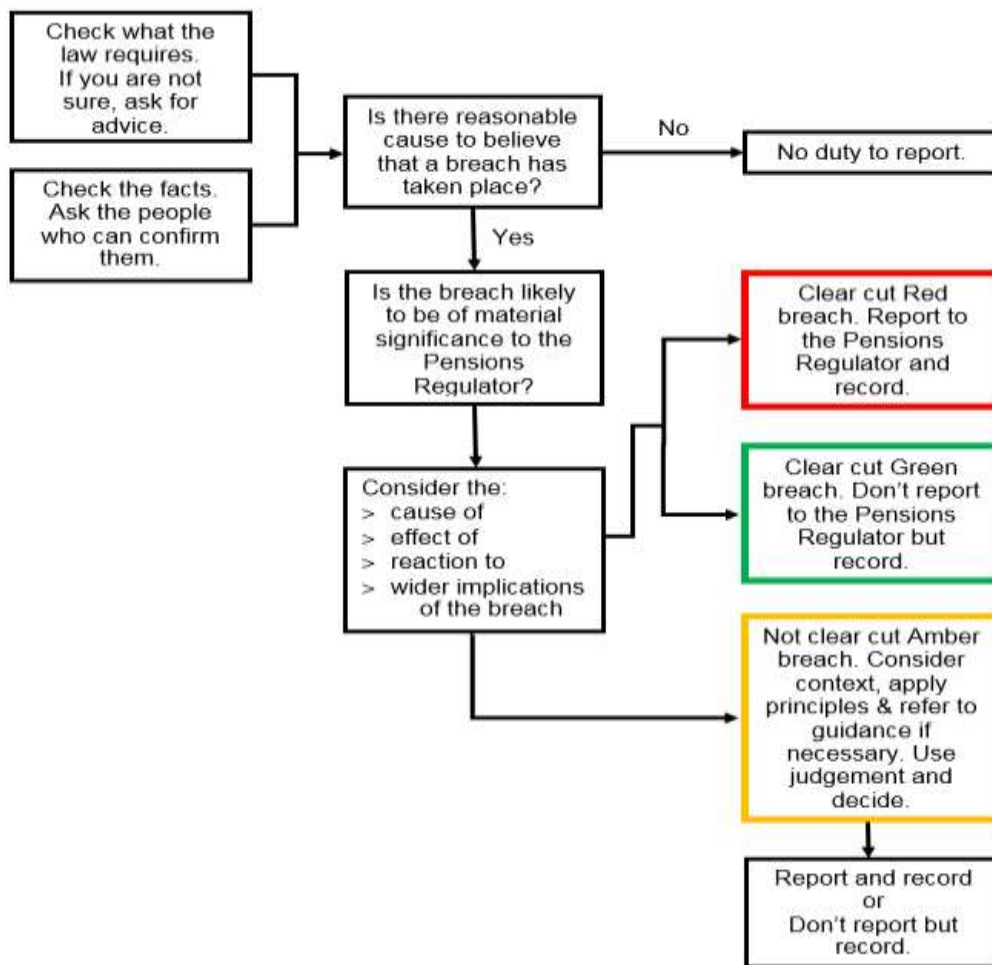 Check what the
law requires.
If you are not
sure, ask for
advice.
Check the facts.
Ask the people
who can confirm
them.
Is there reasonable
cause to believe
that a breach has
taken place?
No
No duty to report.
Yes
Is the breach likely
to be of material
significance to the
Pensions
Regulator?
Consider the:
> cause of
> effect of
> reaction to
> wider implications
of the breach
Clear cut Red
breach. Report to
the Pensions
Regulator and
record.
Clear cut Green
breach. Don't report
to the Pensions
Regulator but
record.
Not clear cut Amber
breach. Consider
context, apply
principles & refer to
guidance if
necessary. Use
judgement and
decide.
Report and record
or
Don't report but
record.